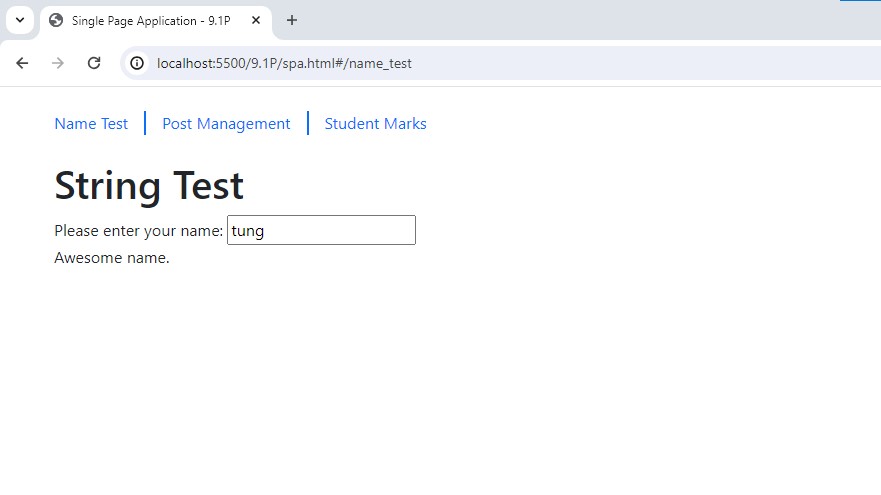 Single Page Application - 9.1P
localhost:5500/9.1P/spa.html#/name_test
Name Test Post Management Student Marks
String Test
Please enter your name: tung
Awesome name.